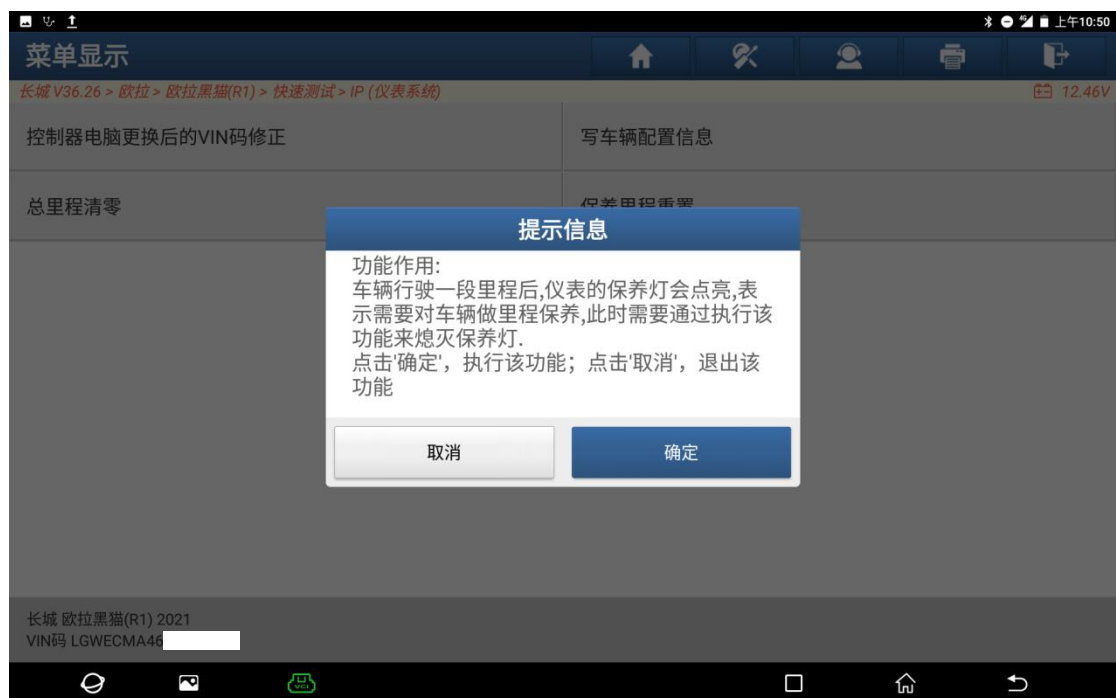 上午10:50
菜单显示
长城 V36.26 > 欧拉 > 欧拉黑猫(R1) > 快速测试 > IP (仪表系统)
12.46V
控制器电脑更换后的VIN码修正
写车辆配置信息
总里程清零
保养里程重置
提示信息
功能作用:
车辆行驶一段里程后,仪表的保养灯会点亮,表
示需要对车辆做里程保养,此时需要通过执行该
功能来熄灭保养灯.
点击'确定'，执行该功能；点击'取消'，退出该
功能
取消
确定
长城 欧拉黑猫(R1) 2021
VIN码 LGWECMA46
VCI